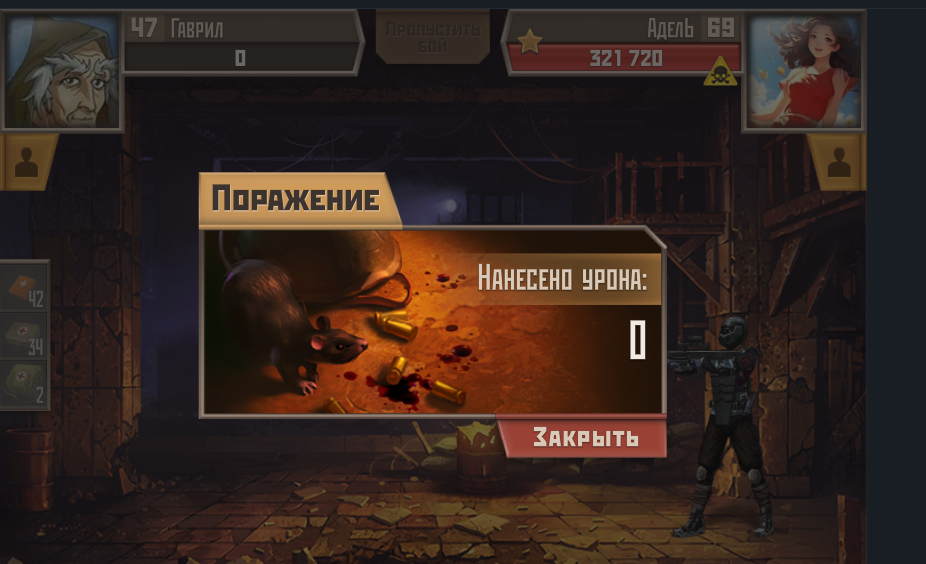 47 Гаврил
0
Пропустить
бой
Адель 69
321 720
Поражение
Нанесено урона:
0
42
34
2
Закрыть